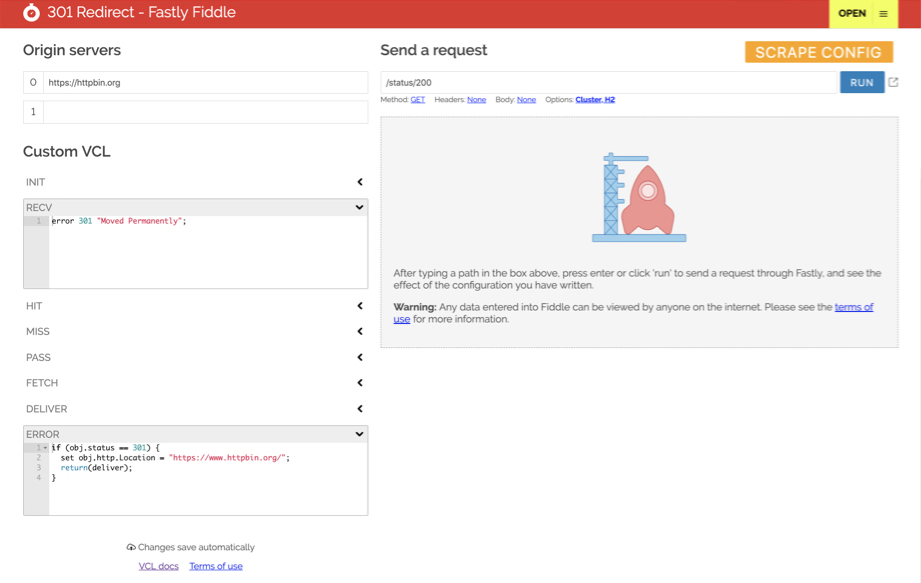 301 Redirect - Fastly Fiddle
OPEN
Origin servers
0 https://httpbin.org
1
Custom VCL
INIT
RECV
1 error 301 "Moved Permanently";
HIT
MISS
PASS
FETCH
DELIVER
ERROR
1 if (obj.status == 301) {
2 set obj.http.Location = "https://www.httpbin.org/";
3 return(deliver);
4 }
Changes save automatically
VCL docs Terms of use
Send a request
SCRAPE CONFIG
/status/200
RUN
Method: GET Headers: None Body: None Options: Cluster, H2
After typing a path in the box above, press enter or click 'run' to send a request through Fastly, and see the
effect of the configuration you have written.
Warning: Any data entered into Fiddle can be viewed by anyone on the internet. Please see the terms of
use for more information.